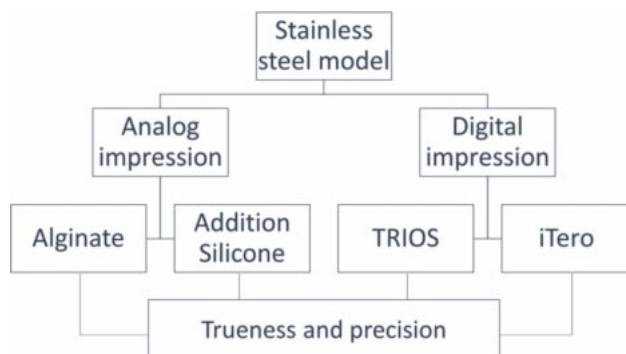 Stainless
steel model
Analog
impression
Digital
impression
Alginate
Addition
Silicone
TRIOS
iTero
Trueness and precision